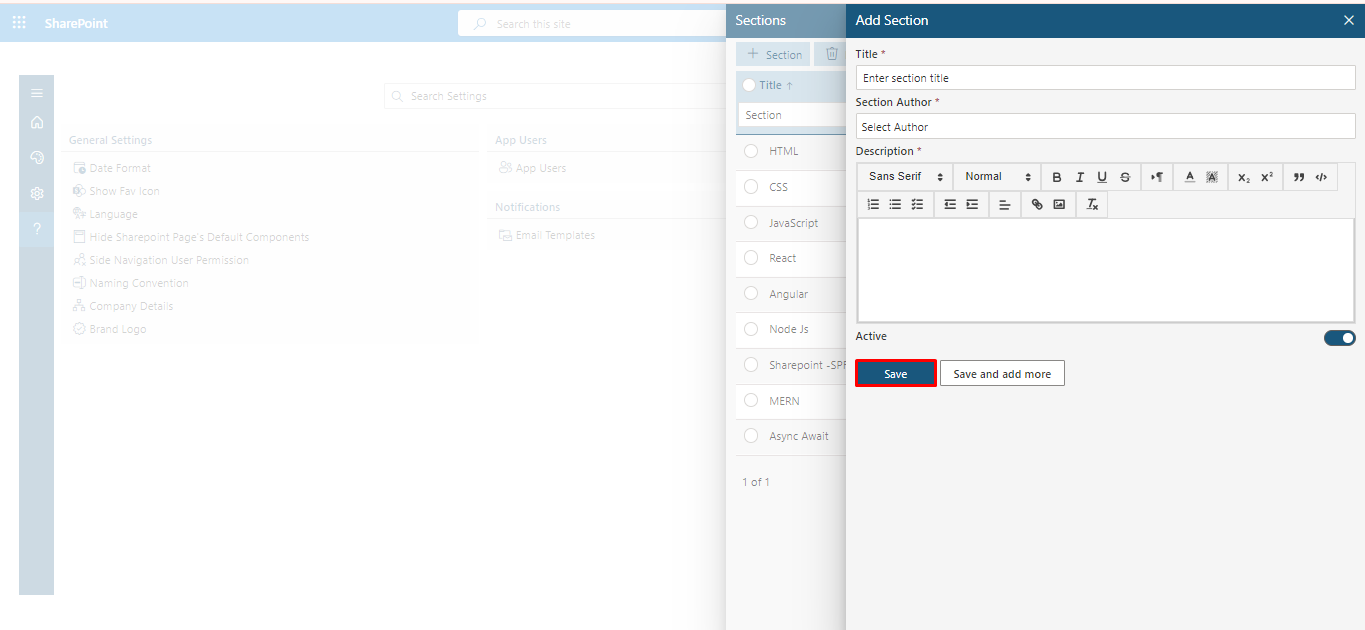 SharePoint
Search this site
Search Settings
General Settings
Date Format
Show Fav Icon
Language
Hide Sharepoint Page's Default Components
Side Navigation User Permission
Naming Convention
Company Details
Brand Logo
App Users
App Users
Notifications
Email Templates
Sections
Section
Title ↑
Section
HTML
CSS
JavaScript
React
Angular
Node Js
Sharepoint -SPF
MERN
Async Await
1 of 1
Add Section
Title *
Enter section title
Section Author *
Select Author
Description *
Sans Serif Normal B I U S A A X₂ X²
Active
Save Save and add more